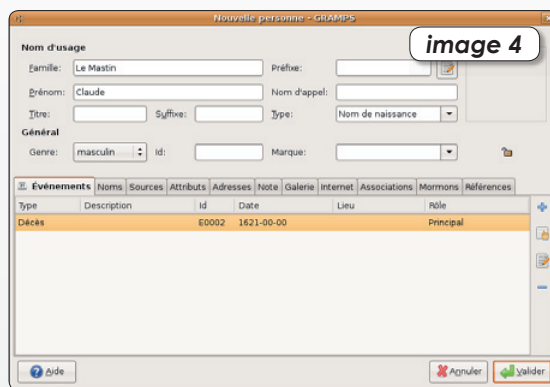 Nouvelle personne - GRAMPS
image 4
Nom d'usage
Famille: Le Mastin Préfixe:
Prénom: Claude Nom d'appel:
Titre: Suffixe: Type: Nom de naissance
Général
Genre: masculin Id: Marque:
Événements Noms Sources Attributs Adresses Note Galerie Internet Associations Mormons Références
Type Description Id Date Lieu Rôle
Décès E0002 1621-00-00 Principal
Aide Annuler Valider